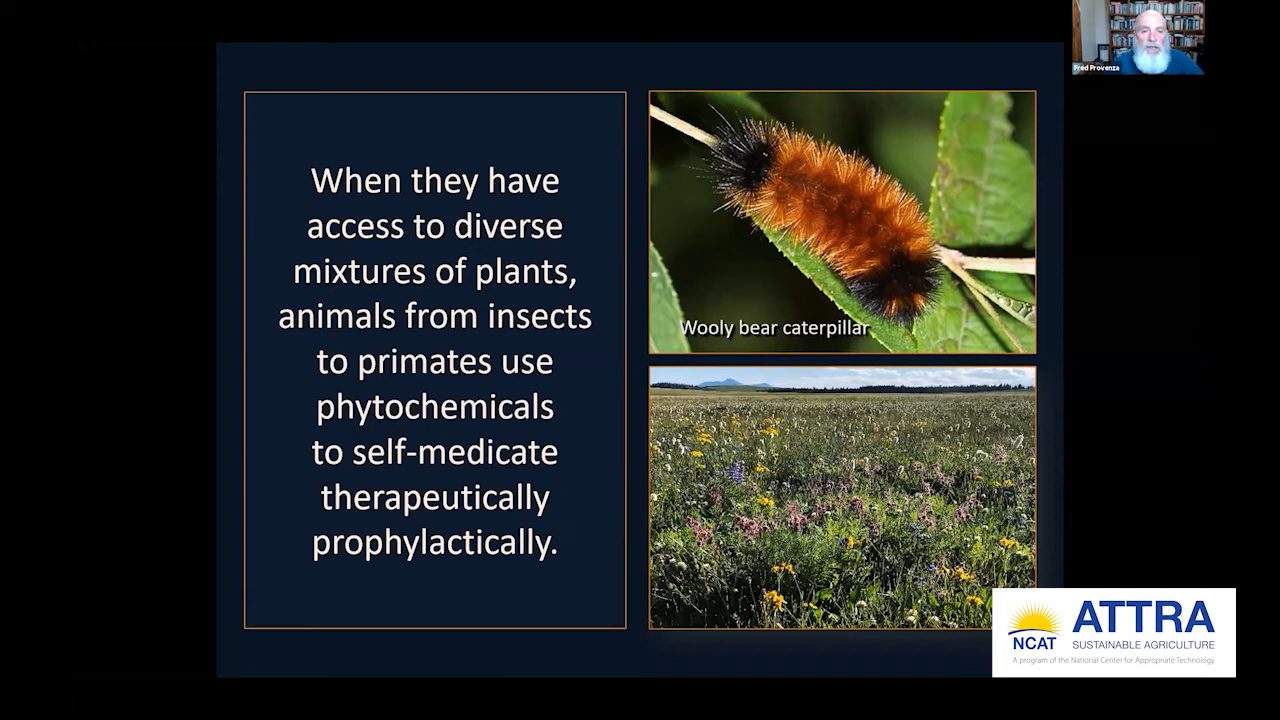 Fred Provenza
When they have
access to diverse
mixtures of plants,
animals from insects
to primates use
phytochemicals
to self-medicate
therapeutically
prophylactically.
Wooly bear caterpillar
NCAT
ATTRA
SUSTAINABLE AGRICULTURE
A program of the National Center for Appropriate Technology